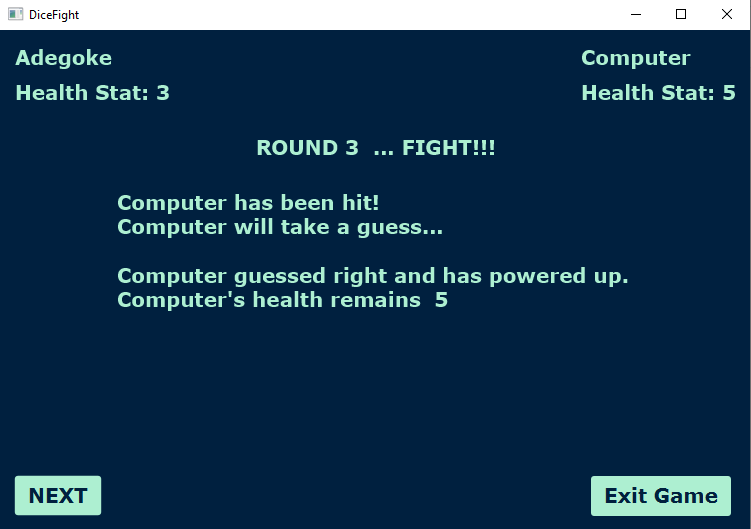 DiceFight
Adegoke
Computer
Health Stat: 3
Health Stat: 5
ROUND 3  ... FIGHT!!!
Computer has been hit!
Computer will take a guess...
Computer guessed right and has powered up.
Computer's health remains  5
NEXT
Exit Game